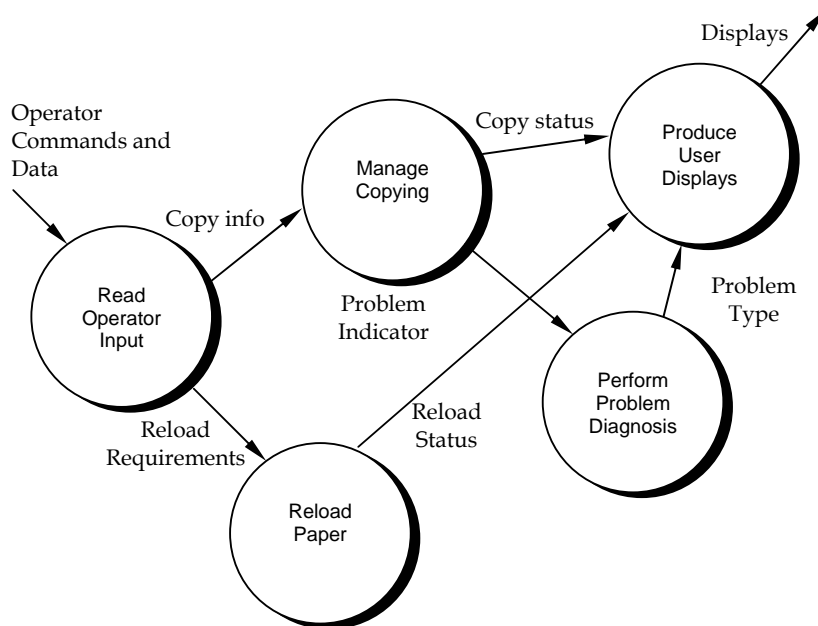 Displays
Operator
Commands and
Data
Copy status
Produce
User
Displays
Manage
Copying
Copy info
Read
Operator
Input
Problem
Indicator
Problem
Type
Perform
Problem
Diagnosis
Reload
Status
Reload
Requirements
Reload
Paper